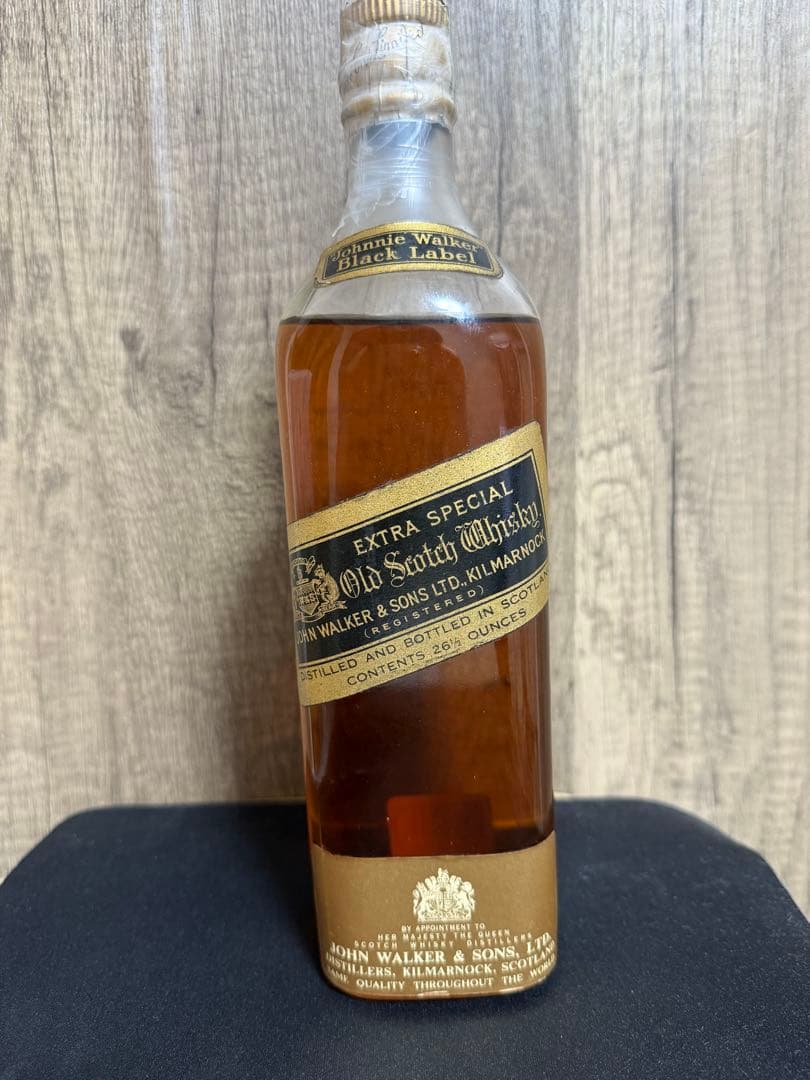 Johnnie Walker
Black Label
EXTRA SPECIAL
Old Scotch Whisky
JOHN WALKER & SONS LTD., KILMARNOCK
(REGISTERED)
DISTILLED AND BOTTLED IN SCOTLAND
CONTENTS 26½ OUNCES
BY APPOINTMENT TO
HER MAJESTY THE QUEEN
SCOTCH WHISKY DISTILLERS
JOHN WALKER & SONS, LTD.
DISTILLERS, KILMARNOCK, SCOTLAND
SAME QUALITY THROUGHOUT THE WORLD